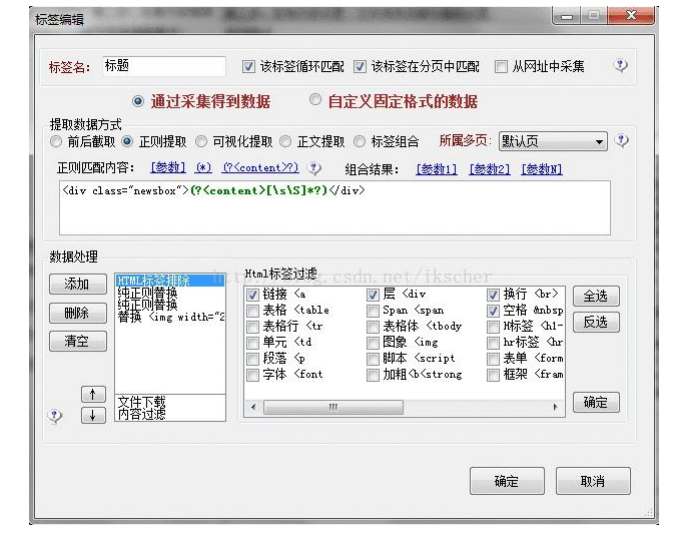 标签编辑
标签名： 标题 该标签循环匹配 该标签在分页中匹配 从网址中采集
通过采集得到数据 自定义固定格式的数据
提取数据方式
前后截取 正则提取 可视化提取 正文提取 标签组合 所属多页: 默认页
正则匹配内容: [参数] (*) (?<content>?) 组合结果: [参数1] [参数2] [参数N]
<div class="newsbox">(?<content>[\s\S]*?)</div>
数据处理
添加 HTML标签排除 Html标签过滤
删除 纯正则替换 链接 <a 层 <div 换行 <br> 全选
清空 纯正则替换 表格 <table Span <span 空格 &nbsp 反选
替换 <img width="2 表格行 <tr 表格体 <tbody H标签 <h1-
单元 <td 图象 <img hr标签 <hr
段落 <p 脚本 <script 表单 <form
字体 <font 加粗<b<strong 框架 <fram
↑ 文件下载 确定
↓ 内容过滤
http://blog.csdn.net/ikscher
确定 取消